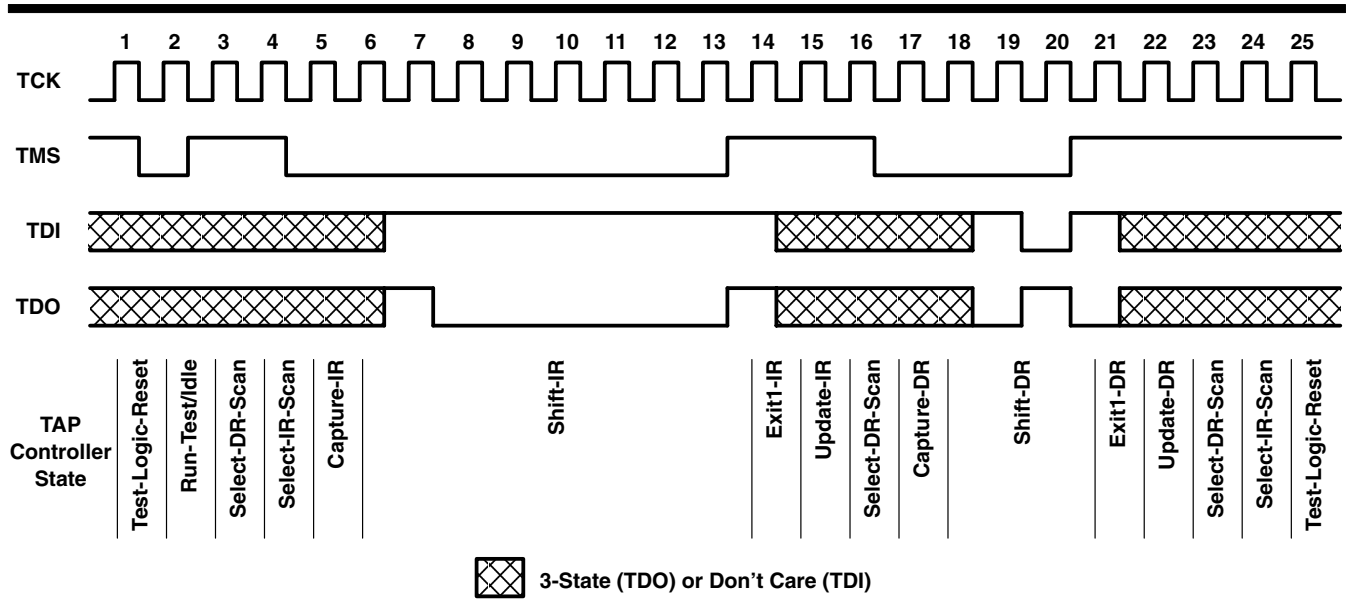 1 2 3 4 5 6 7 8 9 10 11 12 13 14 15 16 17 18 19 20 21 22 23 24 25
TCK
TMS
TDI
TDO
TAP
Controller
State
Test-Logic-Reset
Run-Test/Idle
Select-DR-Scan
Select-IR-Scan
Capture-IR
Shift-IR
Exit1-IR
Update-IR
Select-DR-Scan
Capture-DR
Shift-DR
Exit1-DR
Update-DR
Select-DR-Scan
Select-IR-Scan
Test-Logic-Reset
3-State (TDO) or Don't Care (TDI)